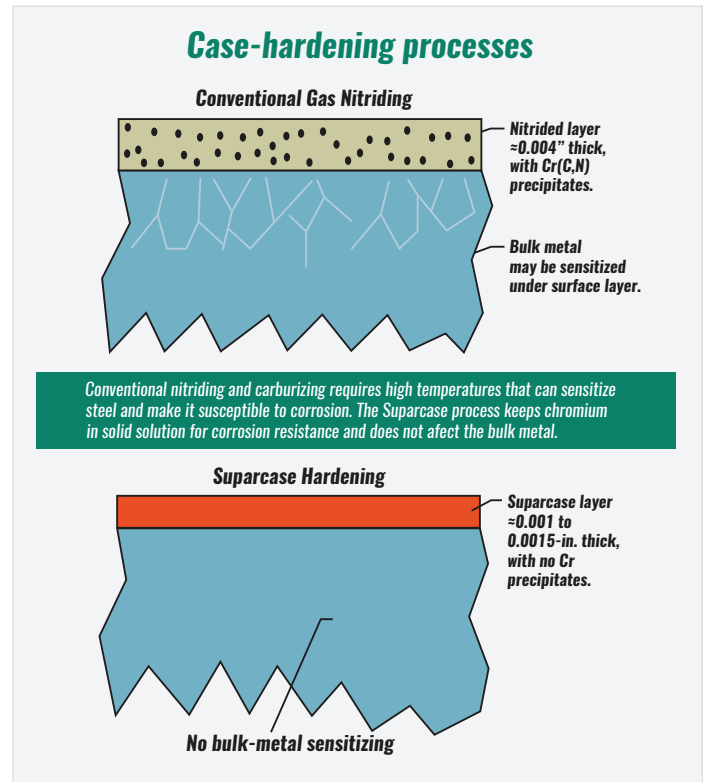 Case-hardening processes
Conventional Gas Nitriding
Nitrided layer
≈0.004” thick,
with Cr(C,N)
precipitates.
Bulk metal
may be sensitized
under surface layer.
Conventional nitriding and carburizing requires high temperatures that can sensitize
steel and make it susceptible to corrosion. The Suparcase process keeps chromium
in solid solution for corrosion resistance and does not afect the bulk metal.
Suparcase Hardening
Suparcase layer
≈0.001 to
0.0015-in. thick,
with no Cr
precipitates.
No bulk-metal sensitizing